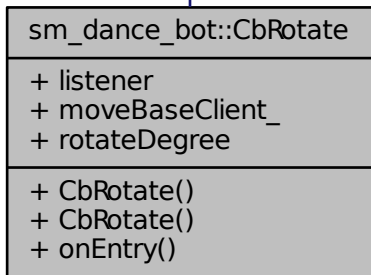 sm_dance_bot::CbRotate
+ listener
+ moveBaseClient_
+ rotateDegree
+ CbRotate()
+ CbRotate()
+ onEntry()